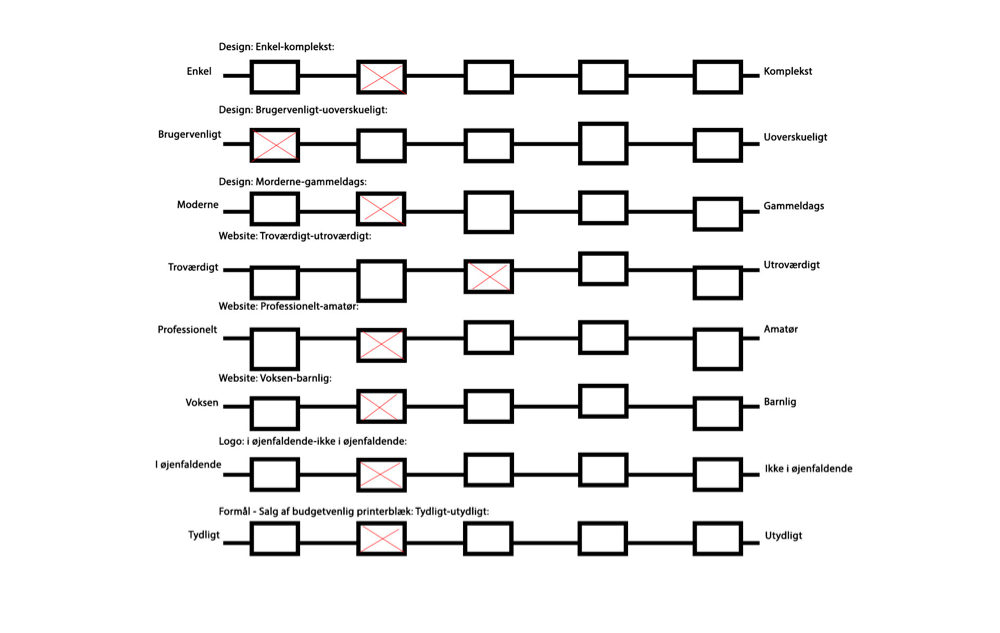 Design: Enkel-komplekst:
Enkel Komplekst
Design: Brugervenligt-uoverskueligt:
Brugervenligt Uoverskueligt
Design: Morderne-gammeldags:
Moderne Gammeldags
Website: Troværdigt-utroværdigt:
Troværdigt Utroværdigt
Website: Professionelt-amatør:
Professionelt Amatør
Website: Voksen-barnlig:
Voksen Barnlig
Logo: i øjenfaldende-ikke i øjenfaldende:
I øjenfaldende Ikke i øjenfaldende
Formål - Salg af budgetvenlig printerblæk: Tydligt-utydligt:
Tydligt Utydligt